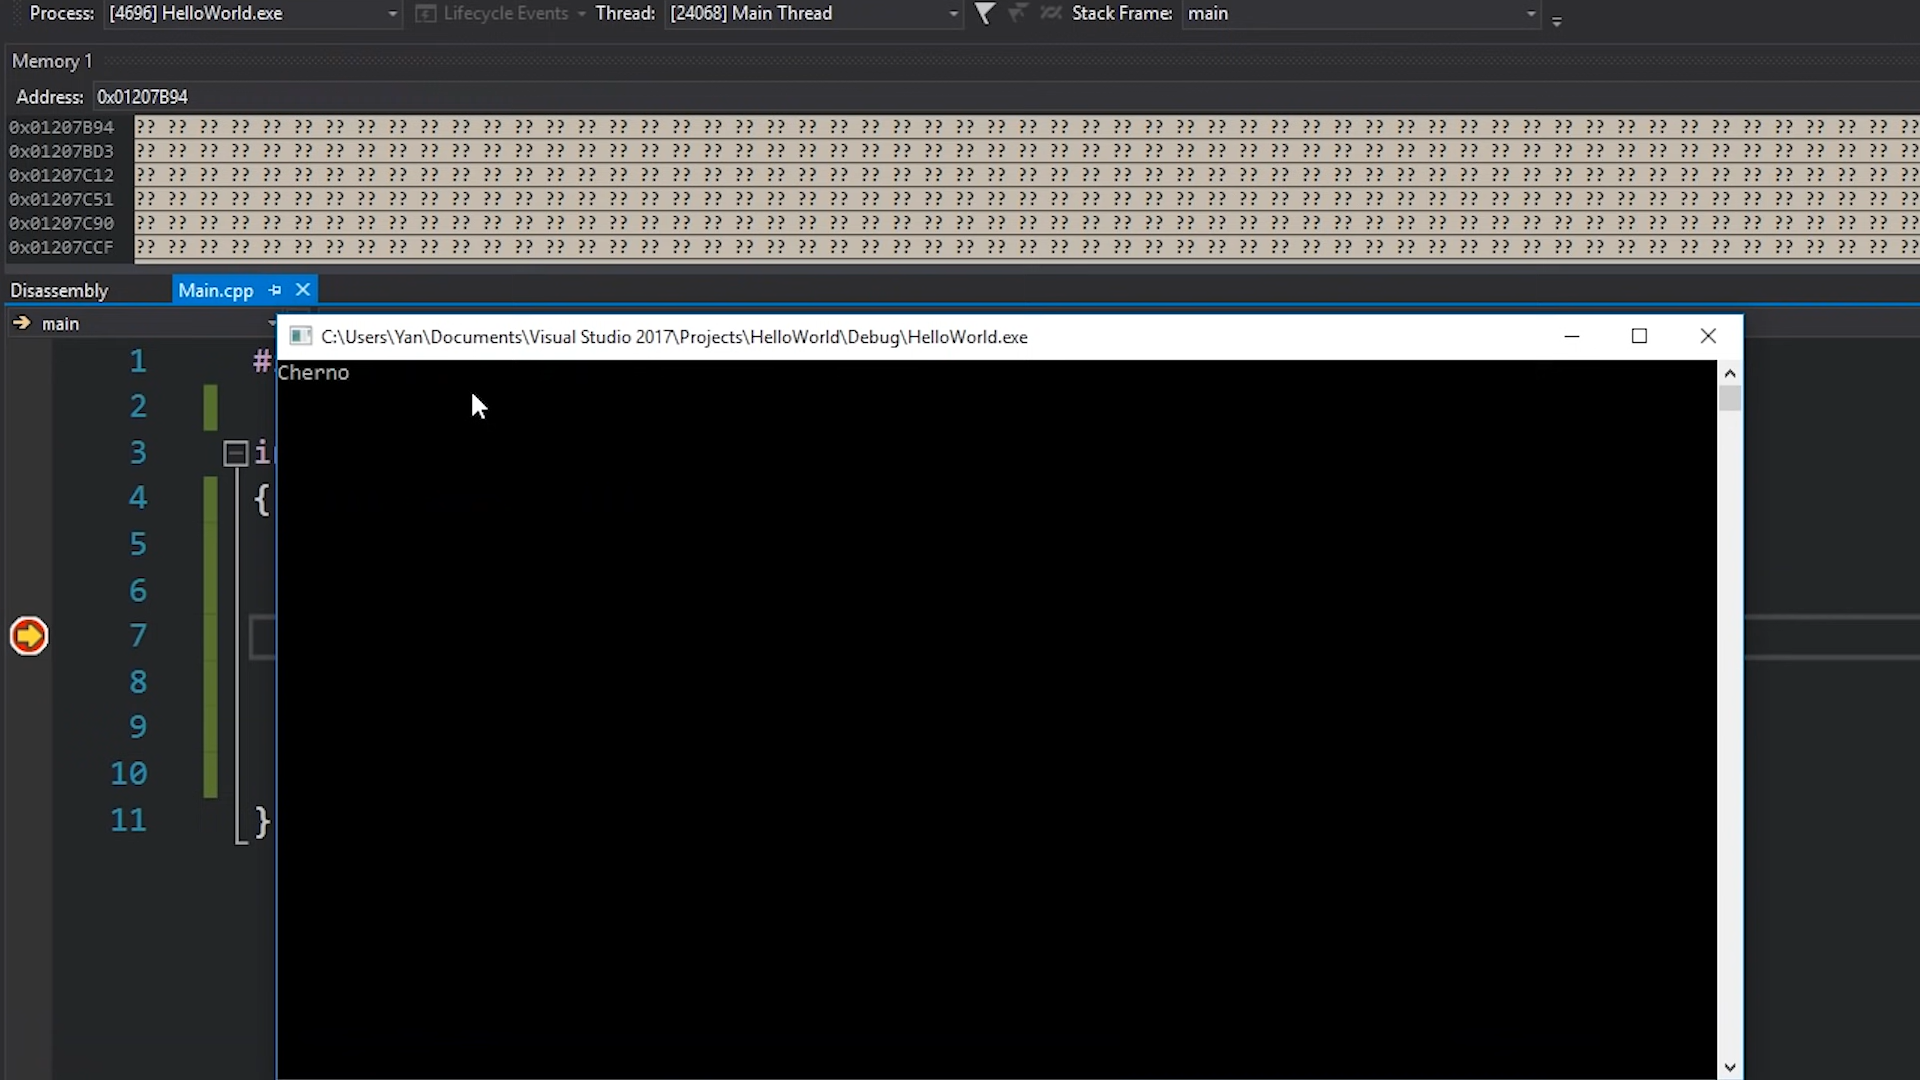 Process: [4696] HelloWorld.exe Lifecycle Events Thread: [24068] Main Thread Stack Frame: main
Memory 1
Address: 0x01207B94
0x01207B94 ?? ?? ?? ?? ?? ?? ?? ?? ?? ?? ?? ?? ?? ?? ?? ?? ?? ?? ?? ?? ?? ?? ?? ?? ?? ?? ?? ?? ?? ?? ?? ?? ?? ?? ?? ?? ?? ?? ?? ?? ?? ?? ?? ?? ?? ?? ?? ?? ?? ?? ?? ?? ?? ?? ?? ?? ??
0x01207BD3 ?? ?? ?? ?? ?? ?? ?? ?? ?? ?? ?? ?? ?? ?? ?? ?? ?? ?? ?? ?? ?? ?? ?? ?? ?? ?? ?? ?? ?? ?? ?? ?? ?? ?? ?? ?? ?? ?? ?? ?? ?? ?? ?? ?? ?? ?? ?? ?? ?? ?? ?? ?? ?? ?? ?? ?? ??
0x01207C12 ?? ?? ?? ?? ?? ?? ?? ?? ?? ?? ?? ?? ?? ?? ?? ?? ?? ?? ?? ?? ?? ?? ?? ?? ?? ?? ?? ?? ?? ?? ?? ?? ?? ?? ?? ?? ?? ?? ?? ?? ?? ?? ?? ?? ?? ?? ?? ?? ?? ?? ?? ?? ?? ?? ?? ?? ??
0x01207C51 ?? ?? ?? ?? ?? ?? ?? ?? ?? ?? ?? ?? ?? ?? ?? ?? ?? ?? ?? ?? ?? ?? ?? ?? ?? ?? ?? ?? ?? ?? ?? ?? ?? ?? ?? ?? ?? ?? ?? ?? ?? ?? ?? ?? ?? ?? ?? ?? ?? ?? ?? ?? ?? ?? ?? ?? ??
0x01207C90 ?? ?? ?? ?? ?? ?? ?? ?? ?? ?? ?? ?? ?? ?? ?? ?? ?? ?? ?? ?? ?? ?? ?? ?? ?? ?? ?? ?? ?? ?? ?? ?? ?? ?? ?? ?? ?? ?? ?? ?? ?? ?? ?? ?? ?? ?? ?? ?? ?? ?? ?? ?? ?? ?? ?? ?? ??
0x01207CCF ?? ?? ?? ?? ?? ?? ?? ?? ?? ?? ?? ?? ?? ?? ?? ?? ?? ?? ?? ?? ?? ?? ?? ?? ?? ?? ?? ?? ?? ?? ?? ?? ?? ?? ?? ?? ?? ?? ?? ?? ?? ?? ?? ?? ?? ?? ?? ?? ?? ?? ?? ?? ?? ?? ?? ?? ??
Disassembly Main.cpp
main
C:\Users\Yan\Documents\Visual Studio 2017\Projects\HelloWorld\Debug\HelloWorld.exe
Cherno
1 #
2
3
4 {
5
6
7
8
9
10
11 }